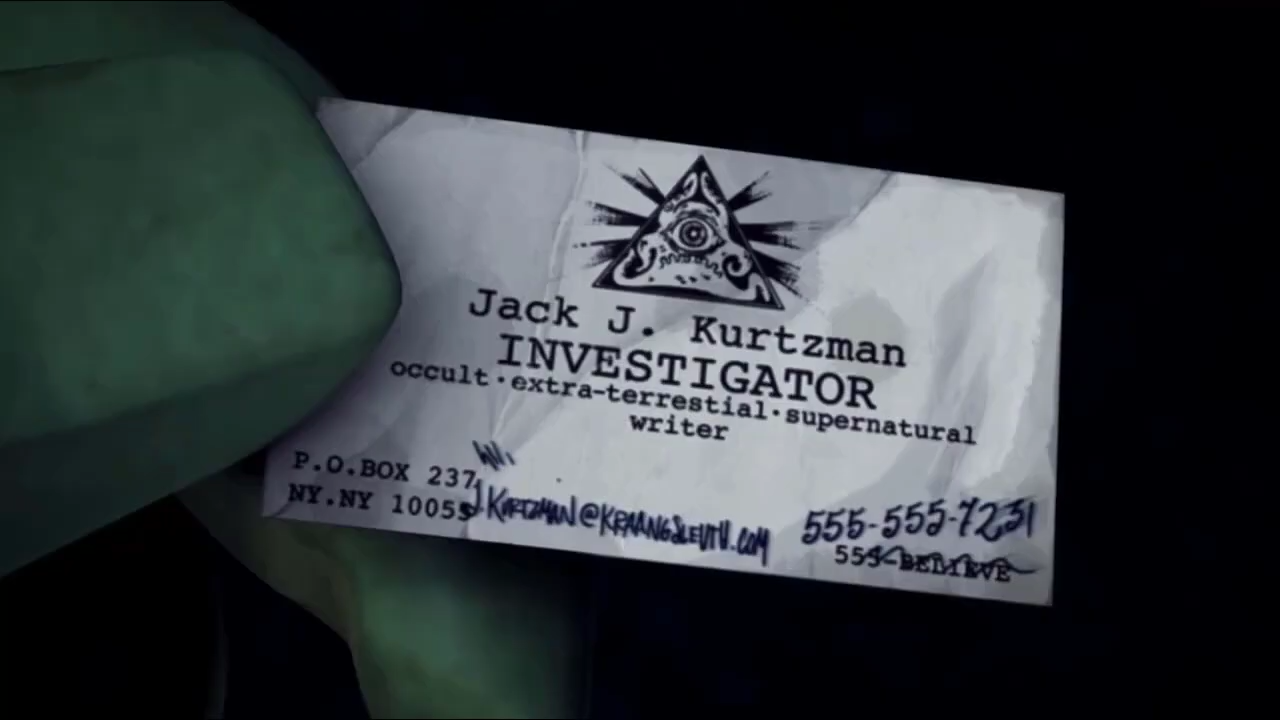 Jack J. Kurtzman
INVESTIGATOR
occult·extra-terrestial·supernatural
writer
P.O.BOX 237
NY.NY 10055
J.KURTZMAN@KRAANGSLEUTH.COM
555-555-7231
555-BELIEVE